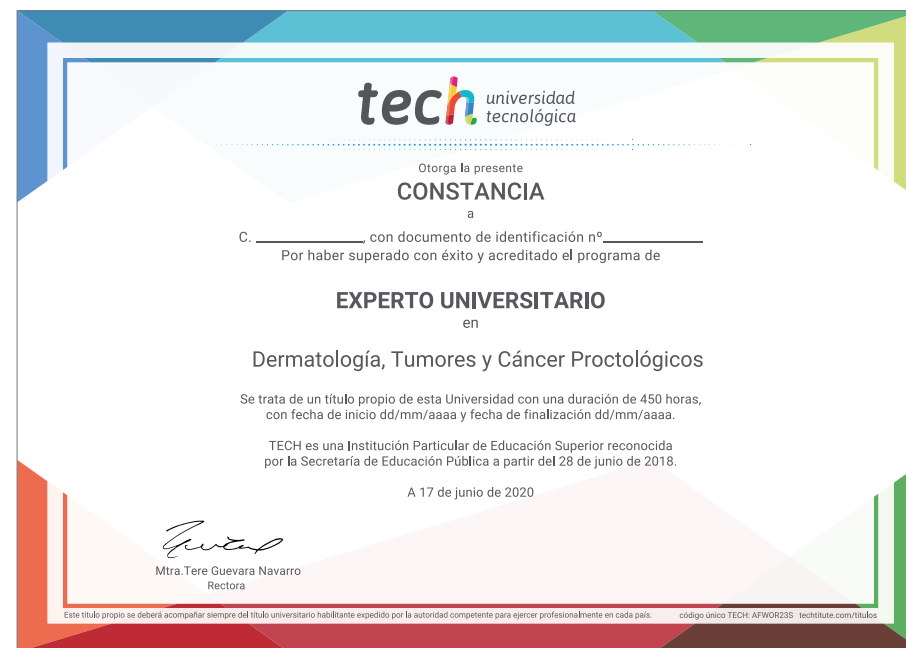 tech universidad
tecnológica
Otorga la presente
CONSTANCIA
a
C. ______________, con documento de identificación nº_____________
Por haber superado con éxito y acreditado el programa de
EXPERTO UNIVERSITARIO
en
Dermatología, Tumores y Cáncer Proctológicos
Se trata de un título propio de esta Universidad con una duración de 450 horas,
con fecha de inicio dd/mm/aaaa y fecha de finalización dd/mm/aaaa.
TECH es una Institución Particular de Educación Superior reconocida
por la Secretaría de Educación Pública a partir del 28 de junio de 2018.
A 17 de junio de 2020
Mtra.Tere Guevara Navarro
Rectora
Este título propio se deberá acompañar siempre del título universitario habilitante expedido por la autoridad competente para ejercer profesionalmente en cada país. código único TECH: AFWOR23S techtitute.com/titulos